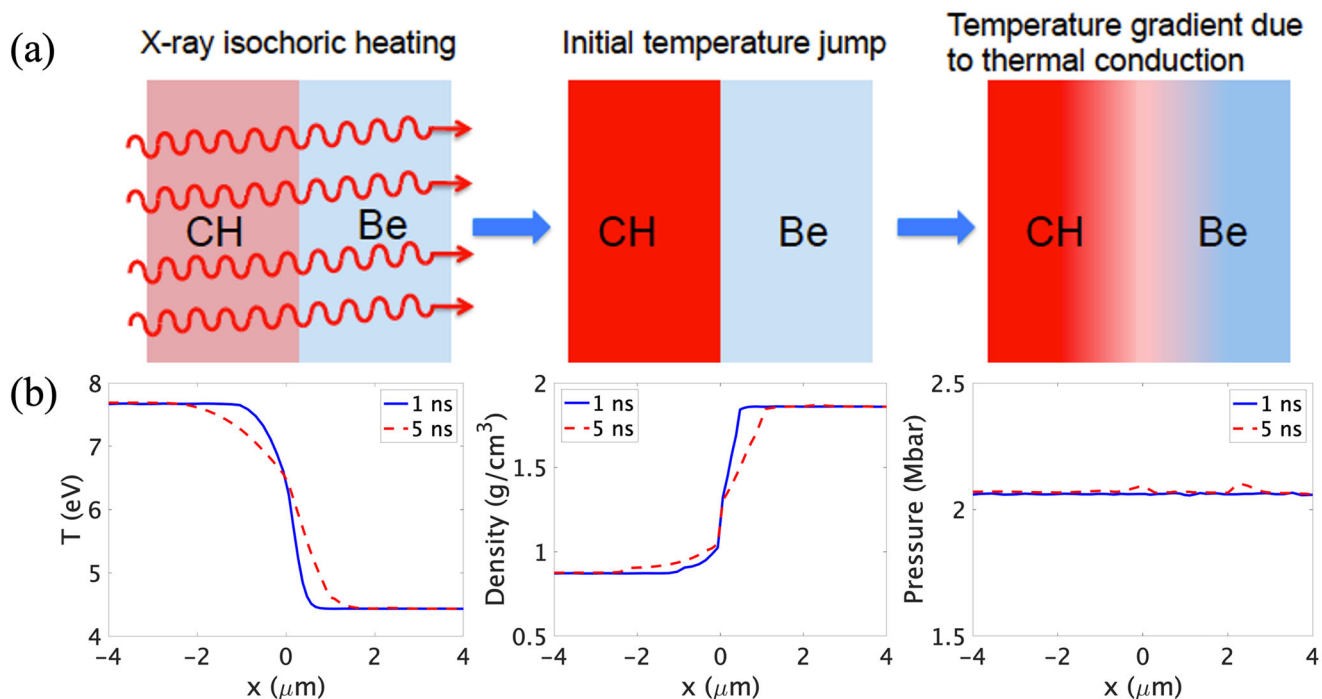 (a)
X-ray isochoric heating
Initial temperature jump
Temperature gradient due
to thermal conduction
CH
Be
CH
Be
CH
Be
(b)
8
7
6
5
4
T (eV)
−4
−2
0
2
4
x (μm)
1 ns
5 ns
2
1.5
1
0.5
Density (g/cm³)
−4
−2
0
2
4
x (μm)
1 ns
5 ns
2.5
2
1.5
Pressure (Mbar)
−4
−2
0
2
4
x (μm)
1 ns
5 ns